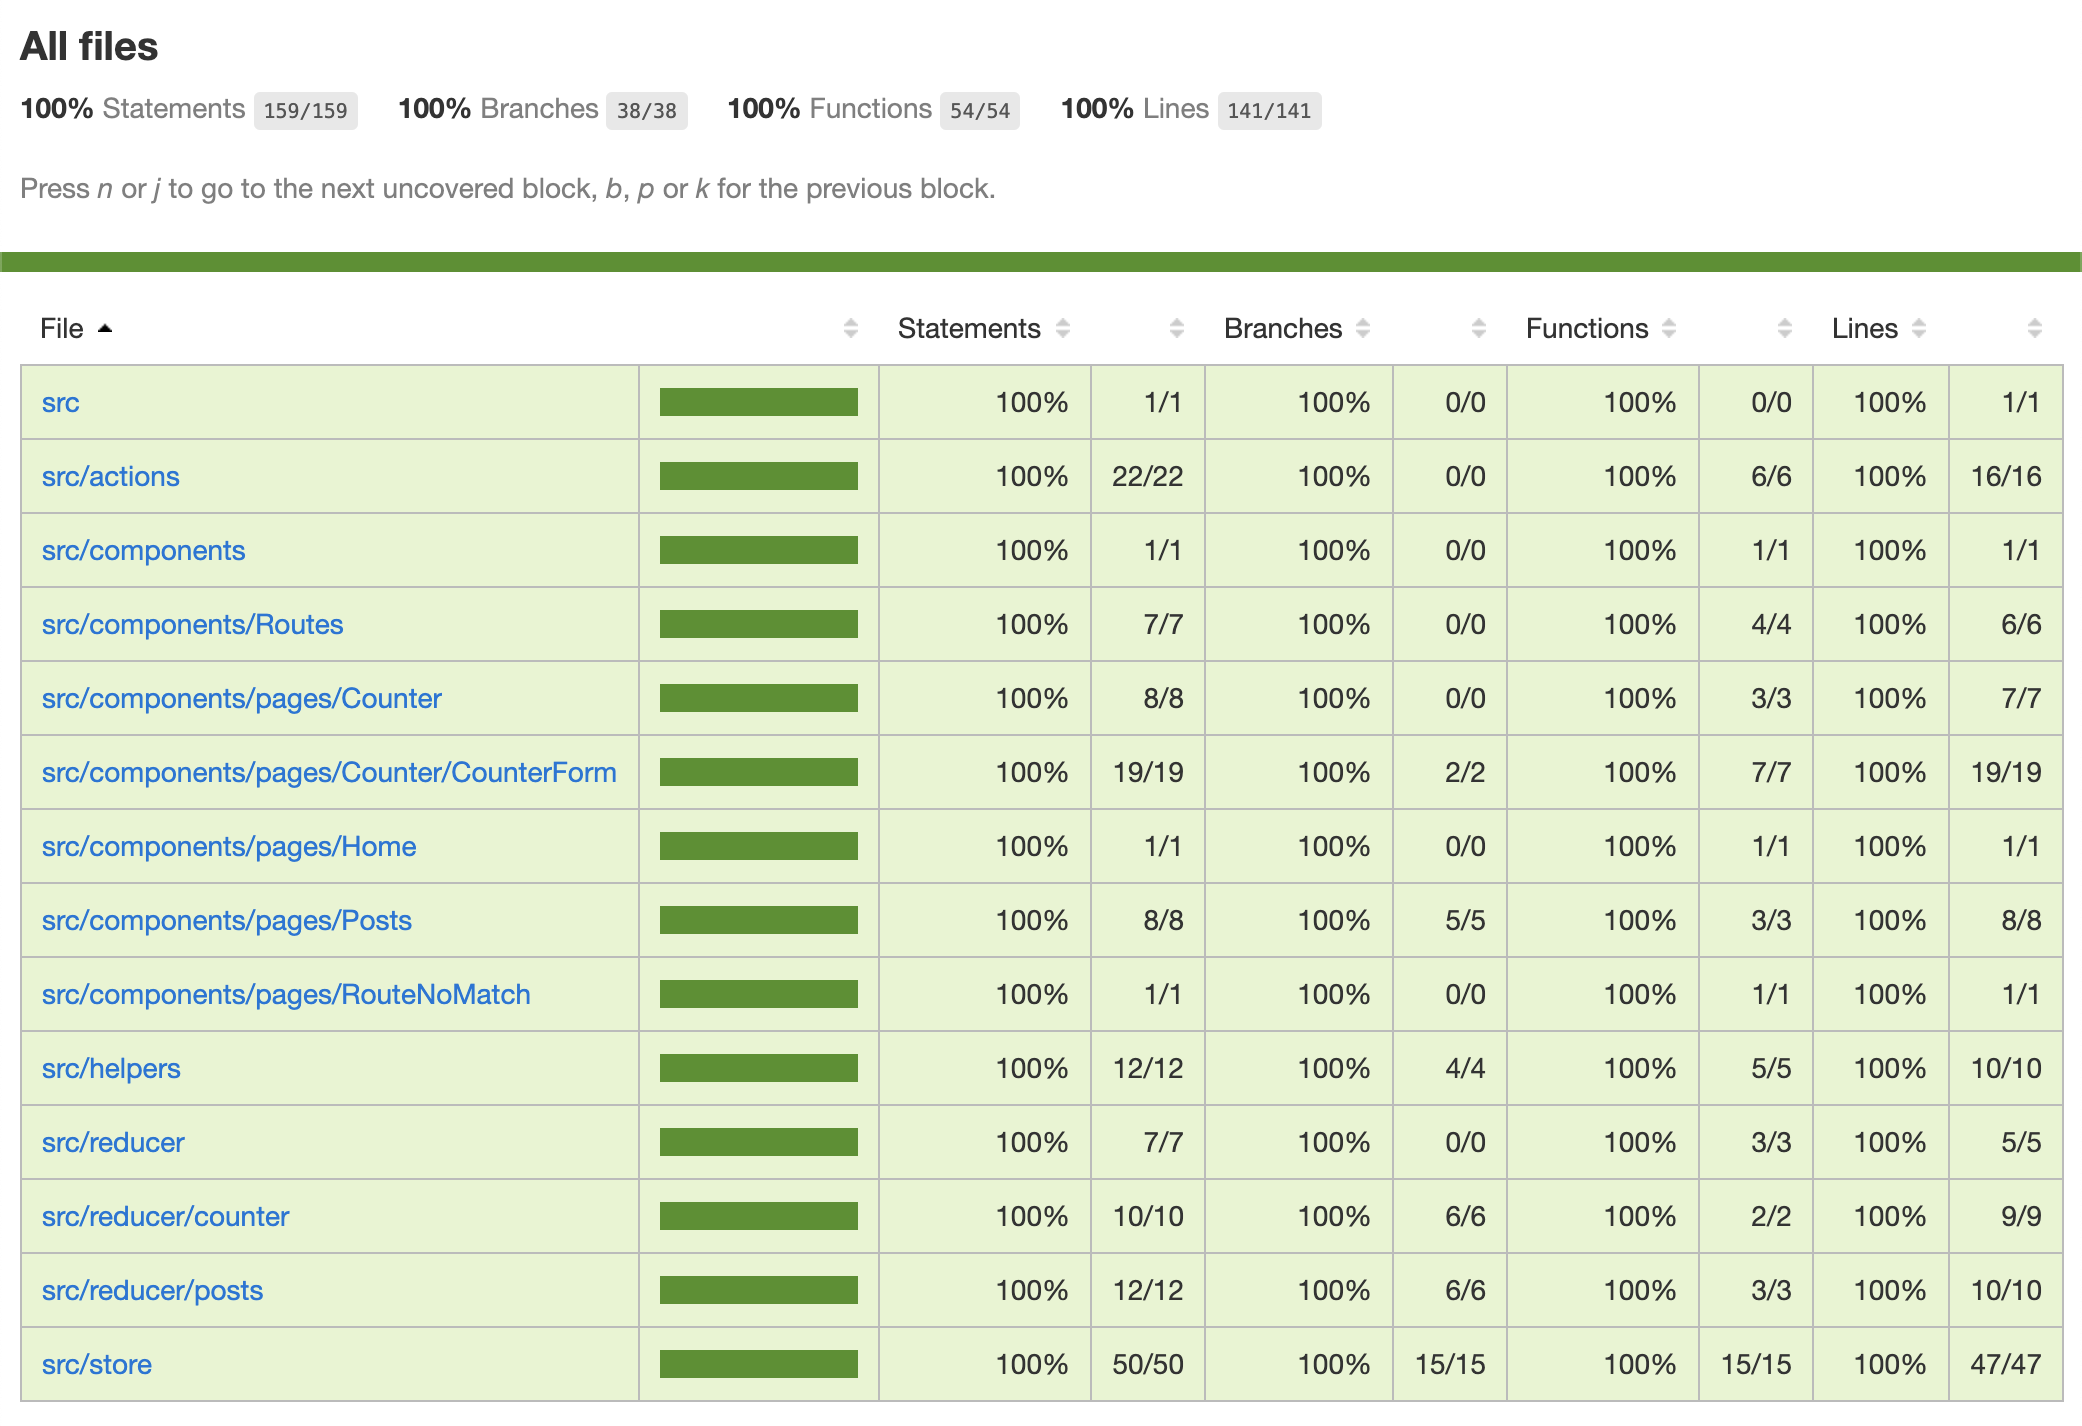 All files
100% Statements 159/159 100% Branches 38/38 100% Functions 54/54 100% Lines 141/141
Press n or j to go to the next uncovered block, b, p or k for the previous block.
File Statements Branches Functions Lines
src 100% 1/1 100% 0/0 100% 0/0 100% 1/1
src/actions 100% 22/22 100% 0/0 100% 6/6 100% 16/16
src/components 100% 1/1 100% 0/0 100% 1/1 100% 1/1
src/components/Routes 100% 7/7 100% 0/0 100% 4/4 100% 6/6
src/components/pages/Counter 100% 8/8 100% 0/0 100% 3/3 100% 7/7
src/components/pages/Counter/CounterForm 100% 19/19 100% 2/2 100% 7/7 100% 19/19
src/components/pages/Home 100% 1/1 100% 0/0 100% 1/1 100% 1/1
src/components/pages/Posts 100% 8/8 100% 5/5 100% 3/3 100% 8/8
src/components/pages/RouteNoMatch 100% 1/1 100% 0/0 100% 1/1 100% 1/1
src/helpers 100% 12/12 100% 4/4 100% 5/5 100% 10/10
src/reducer 100% 7/7 100% 0/0 100% 3/3 100% 5/5
src/reducer/counter 100% 10/10 100% 6/6 100% 2/2 100% 9/9
src/reducer/posts 100% 12/12 100% 6/6 100% 3/3 100% 10/10
src/store 100% 50/50 100% 15/15 100% 15/15 100% 47/47